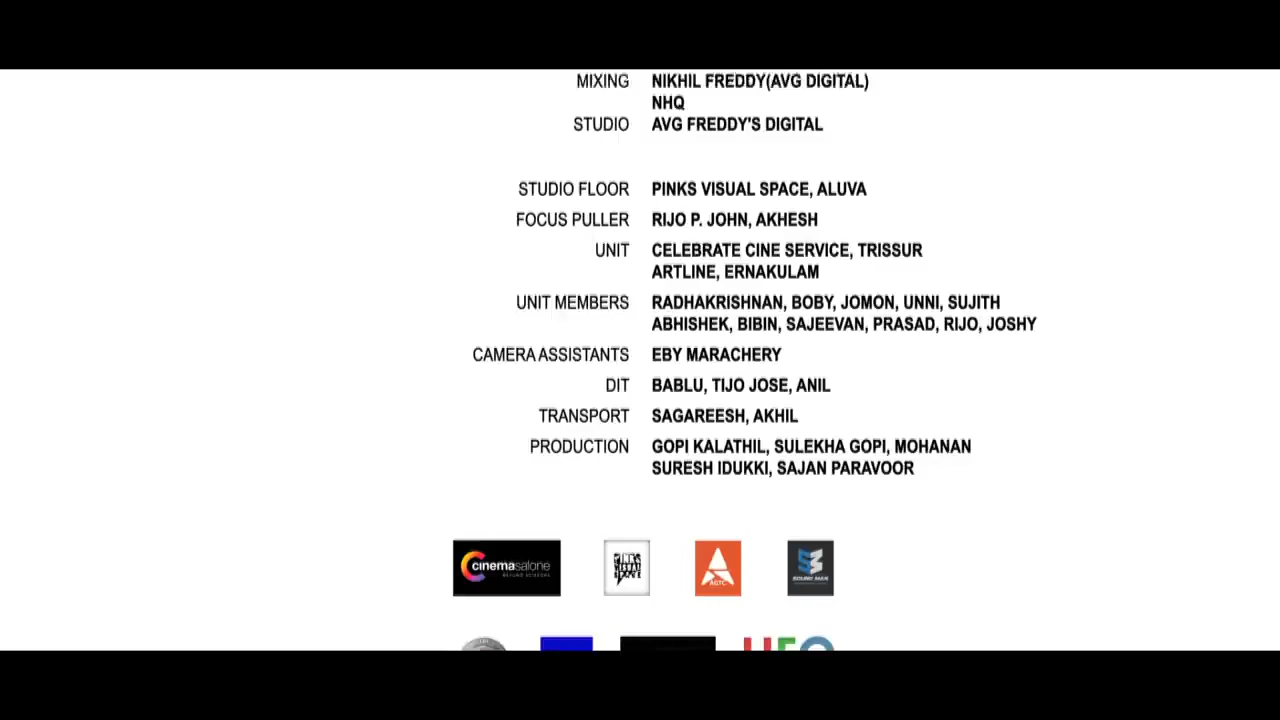 MIXING NIKHIL FREDDY(AVG DIGITAL)
NHQ
STUDIO AVG FREDDY'S DIGITAL
STUDIO FLOOR PINKS VISUAL SPACE, ALUVA
FOCUS PULLER RIJO P. JOHN, AKHESH
UNIT CELEBRATE CINE SERVICE, TRISSUR
ARTLINE, ERNAKULAM
UNIT MEMBERS RADHAKRISHNAN, BOBY, JOMON, UNNI, SUJITH
ABHISHEK, BIBIN, SAJEEVAN, PRASAD, RIJO, JOSHY
CAMERA ASSISTANTS EBY MARACHERY
DIT BABLU, TIJO JOSE, ANIL
TRANSPORT SAGAREESH, AKHIL
PRODUCTION GOPI KALATHIL, SULEKHA GOPI, MOHANAN
SURESH IDUKKI, SAJAN PARAVOOR
cinemasalone
AGTC